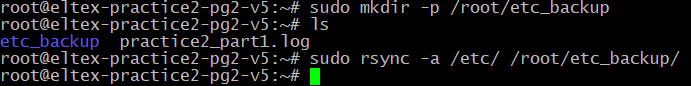 root@eltex-practice2-pg2-v5:~# sudo mkdir -p /root/etc_backup
root@eltex-practice2-pg2-v5:~# ls
etc_backup  practice2_part1.log
root@eltex-practice2-pg2-v5:~# sudo rsync -a /etc/ /root/etc_backup/
root@eltex-practice2-pg2-v5:~#